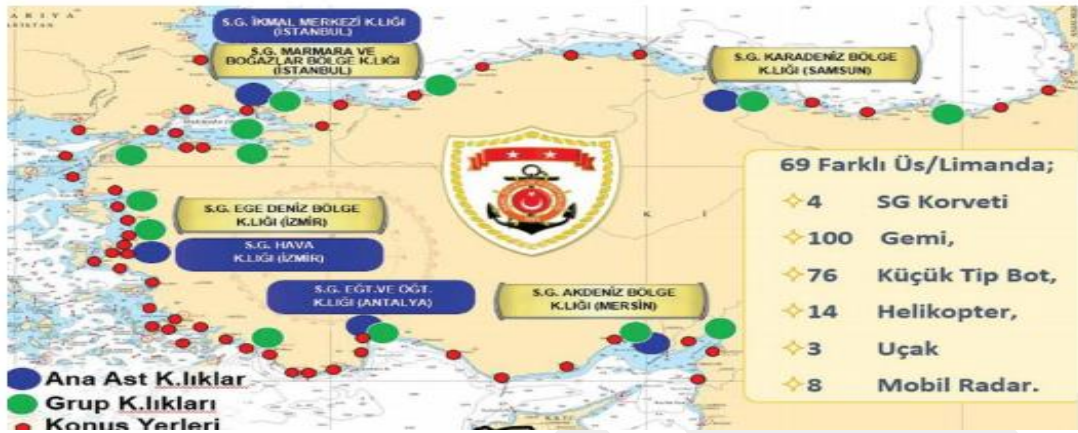 S.G. İKMAL MERKEZİ K.LIĞI
(İSTANBUL)
S.G. MARMARA VE
BOĞAZLAR BÖLGE K.LIĞI
(İSTANBUL)
S.G. KARADENİZ BÖLGE
K.LIĞI (SAMSUN)
S.G. EGE DENİZ BÖLGE
K.LIĞI (İZMİR)
S.G. HAVA
K.LIĞI (İZMİR)
S.G. EĞT.VE ÖĞT.
K.LIĞI (ANTALYA)
S.G. AKDENİZ BÖLGE
K.LIĞI (MERSİN)
69 Farklı Üs/Limanda;
4 SG Korveti
100 Gemi,
76 Küçük Tip Bot,
14 Helikopter,
3 Uçak
8 Mobil Radar.
Ana Ast K.lıklar
Grup K.lıkları
Konuş Yerleri